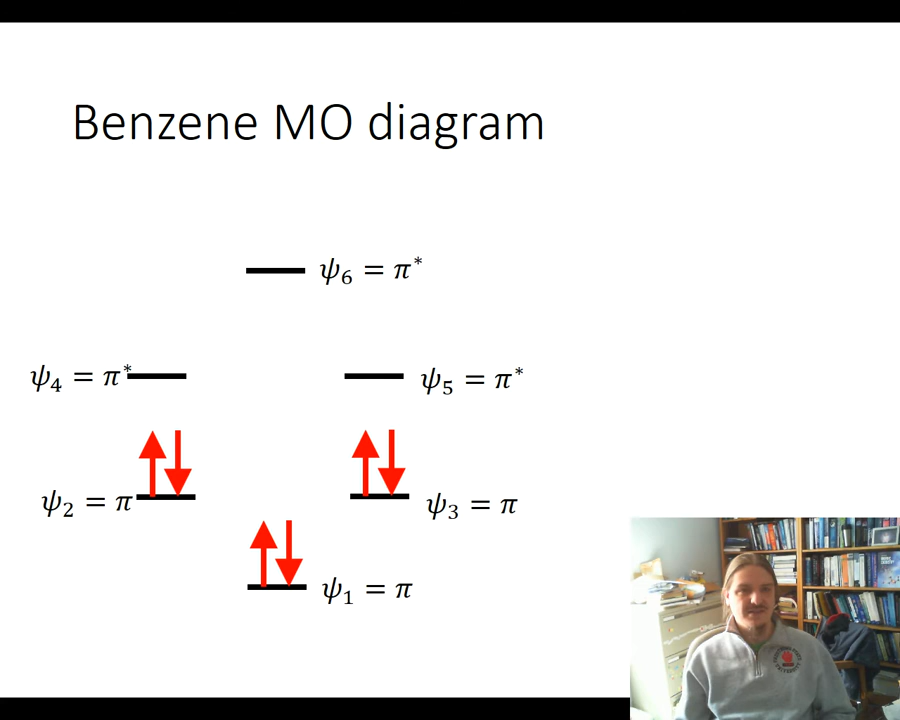 Benzene MO diagram
ψ₆ = π*
ψ₄ = π*
ψ₅ = π*
ψ₂ = π
ψ₃ = π
ψ₁ = π